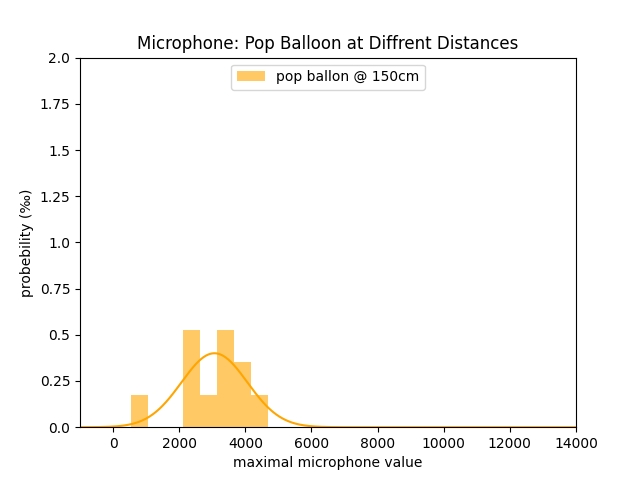 Microphone: Pop Balloon at Diffrent Distances
pop ballon @ 150cm
probebility (‰)
2.0
1.75
1.5
1.25
1.0
0.75
0.5
0.25
0.0
0 2000 4000 6000 8000 10000 12000 14000
maximal microphone value